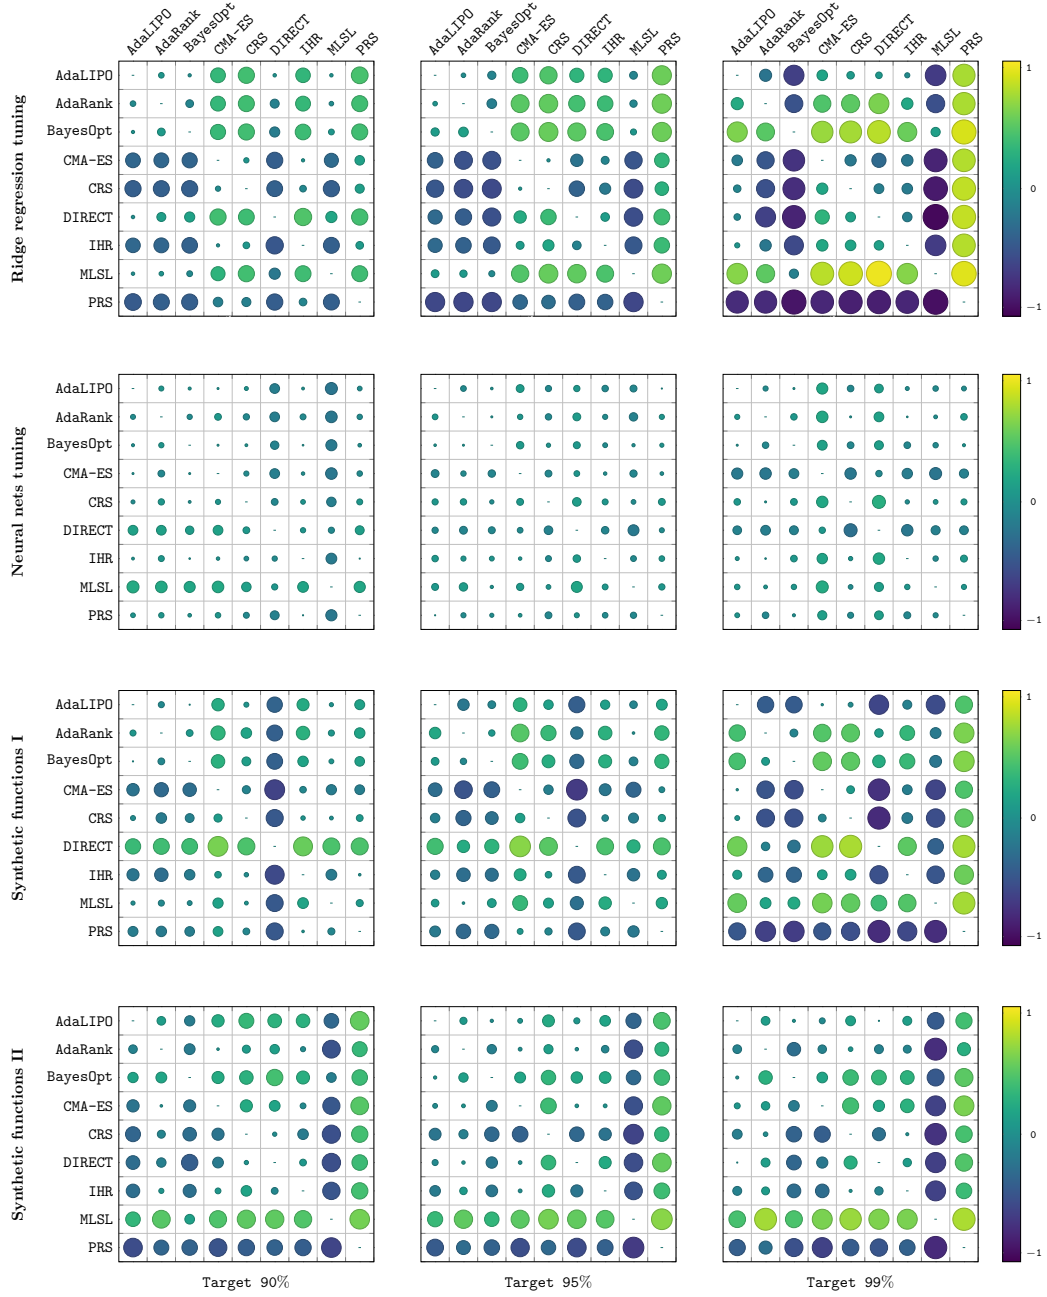 AdaLIPO AdaRank BayesOpt CMA-ES CRS DIRECT IHR MLSL PRS
AdaLIPO AdaRank BayesOpt CMA-ES CRS DIRECT IHR MLSL PRS
AdaLIPO AdaRank BayesOpt CMA-ES CRS DIRECT IHR MLSL PRS
Ridge regression tuning
AdaLIPO
AdaRank
BayesOpt
CMA-ES
CRS
DIRECT
IHR
MLSL
PRS
1
0
−1
Neural nets tuning
AdaLIPO
AdaRank
BayesOpt
CMA-ES
CRS
DIRECT
IHR
MLSL
PRS
1
0
−1
Synthetic functions I
AdaLIPO
AdaRank
BayesOpt
CMA-ES
CRS
DIRECT
IHR
MLSL
PRS
1
0
−1
Synthetic functions II
AdaLIPO
AdaRank
BayesOpt
CMA-ES
CRS
DIRECT
IHR
MLSL
PRS
1
0
−1
Target 90%
Target 95%
Target 99%